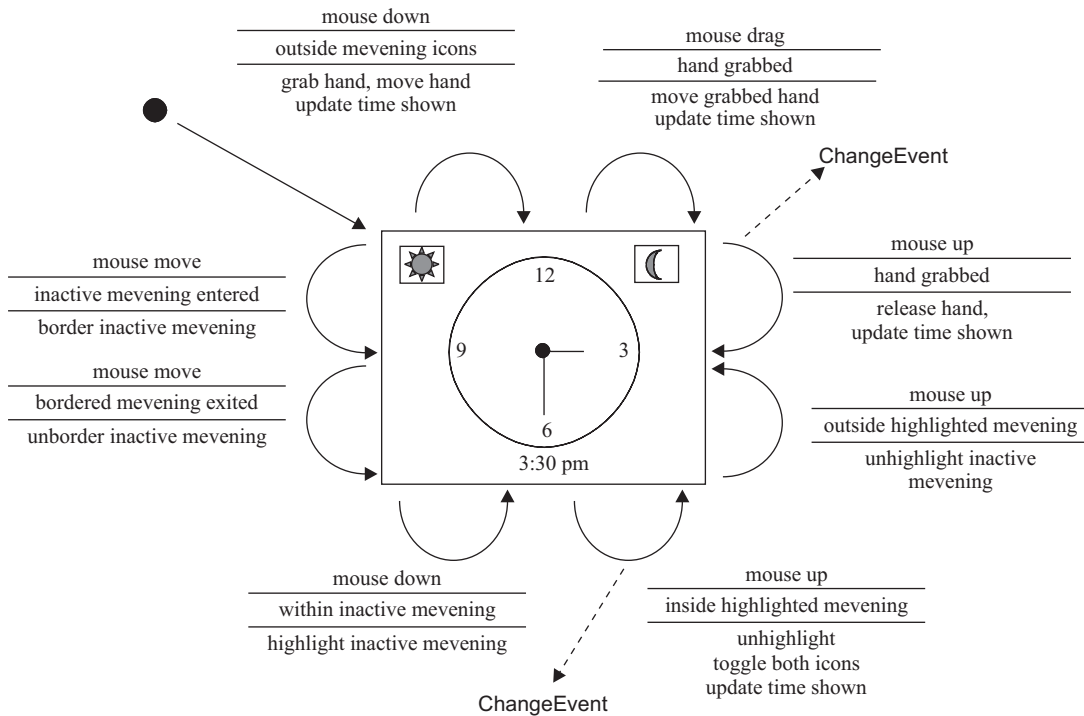 mouse down
outside mevening icons
grab hand, move hand
update time shown
mouse drag
hand grabbed
move grabbed hand
update time shown
ChangeEvent
mouse move
inactive mevening entered
border inactive mevening
mouse move
bordered mevening exited
unborder inactive mevening
12
9
3
6
3:30 pm
mouse up
hand grabbed
release hand,
update time shown
mouse up
outside highlighted mevening
unhighlight inactive
mevening
mouse down
within inactive mevening
highlight inactive mevening
ChangeEvent
mouse up
inside highlighted mevening
unhighlight
toggle both icons
update time shown